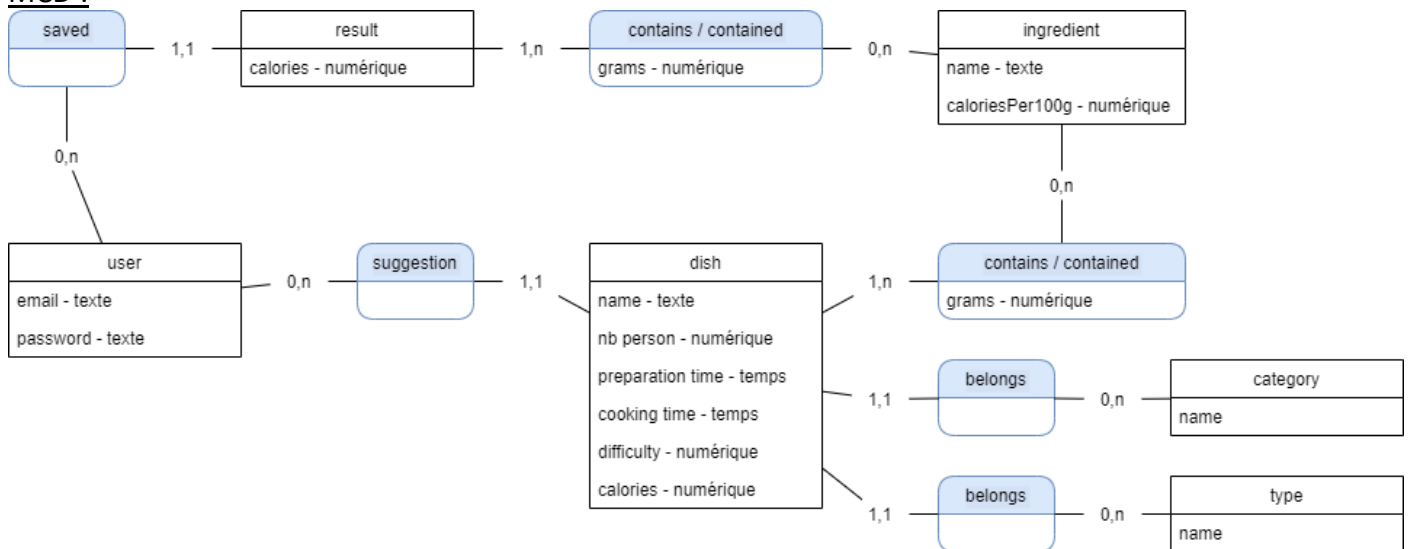 MCD :
saved
1,1
result
calories - numérique
1,n
contains / contained
grams - numérique
0,n
ingredient
name - texte
caloriesPer100g - numérique
0,n
0,n
user
email - texte
password - texte
0,n
suggestion
1,1
dish
name - texte
nb person - numérique
preparation time - temps
cooking time - temps
difficulty - numérique
calories - numérique
1,n
contains / contained
grams - numérique
1,1
belongs
0,n
category
name
1,1
belongs
0,n
type
name